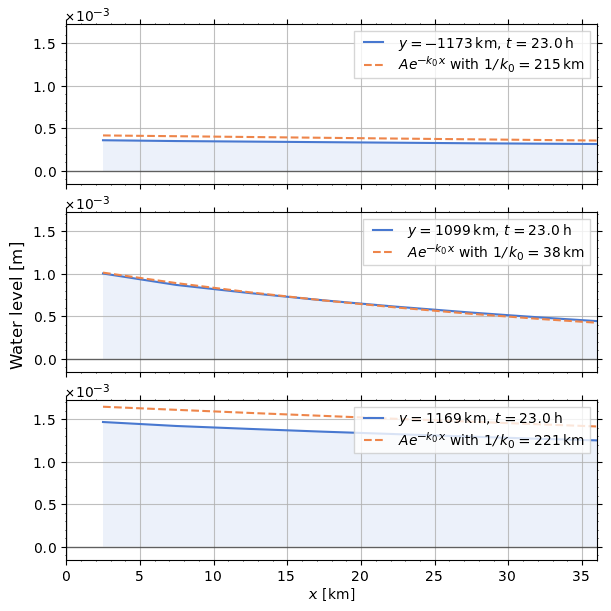 ×10⁻³
1.5
1.0
0.5
0.0
y = −1173 km, t = 23.0 h
Ae^{−k₀x} with 1/k₀ = 215 km
×10⁻³
1.5
1.0
0.5
0.0
y = 1099 km, t = 23.0 h
Ae^{−k₀x} with 1/k₀ = 38 km
Water level [m]
×10⁻³
1.5
1.0
0.5
0.0
y = 1169 km, t = 23.0 h
Ae^{−k₀x} with 1/k₀ = 221 km
0 5 10 15 20 25 30 35
x [km]